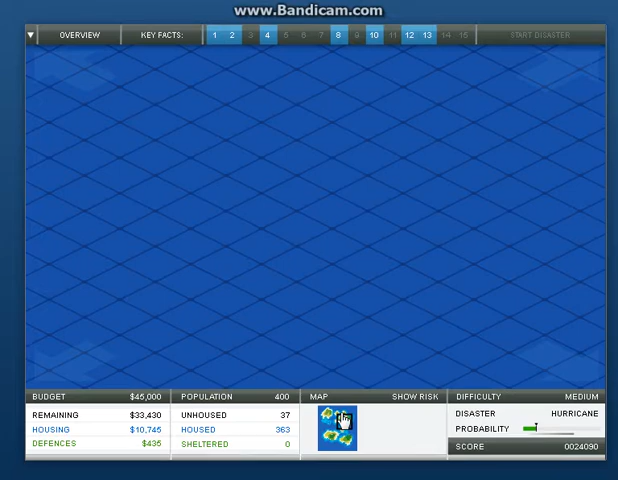 www.Bandicam.com
OVERVIEW KEY FACTS: 1 2 3 4 5 6 7 8 9 10 11 12 13 14 15 START DISASTER
BUDGET $45,000 POPULATION 400 MAP SHOW RISK DIFFICULTY MEDIUM
REMAINING $33,430 UNHOUSED 37 DISASTER HURRICANE
HOUSING $10,745 HOUSED 363 PROBABILITY
DEFENCES $435 SHELTERED 0 SCORE 0024090